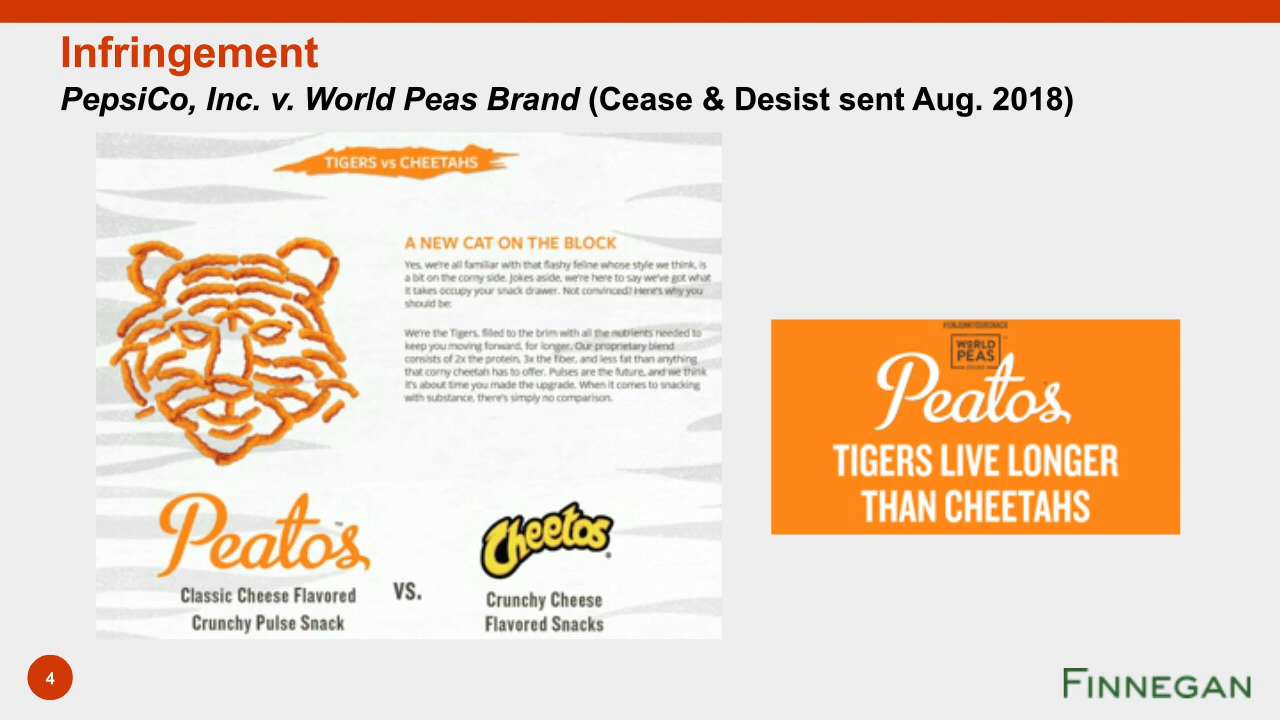 Infringement
PepsiCo, Inc. v. World Peas Brand (Cease & Desist sent Aug. 2018)
TIGERS vs CHEETAHS
A NEW CAT ON THE BLOCK
Yes, we're all familiar with that flashy feline whose style we think, is
a bit on the corny side. Jokes aside, we're here to say we've got what
it takes occupy your snack drawer. Not convinced? Here's why you
should be:
We're the Tigers, filled to the brim with all the nutrients needed to
keep you moving forward, for longer. Our proprietary blend
consists of 2x the protein, 3x the fiber, and less fat than anything
that corny cheetah has to offer. Pulses are the future, and we think
it's about time you made the upgrade. When it comes to snacking
with substance, there's simply no comparison.
Peatos™
Classic Cheese Flavored
Crunchy Pulse Snack
VS.
Cheetos®
Crunchy Cheese
Flavored Snacks
WORLD
PEAS
Peatos
TIGERS LIVE LONGER
THAN CHEETAHS
4
FINNEGAN